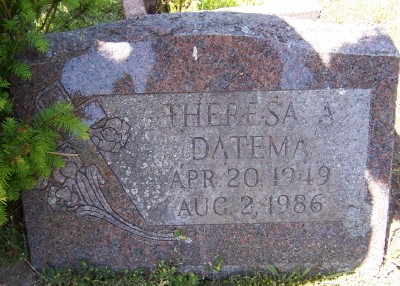 THERESA A
DATEMA
APR 20 1949
AUG 2, 1986